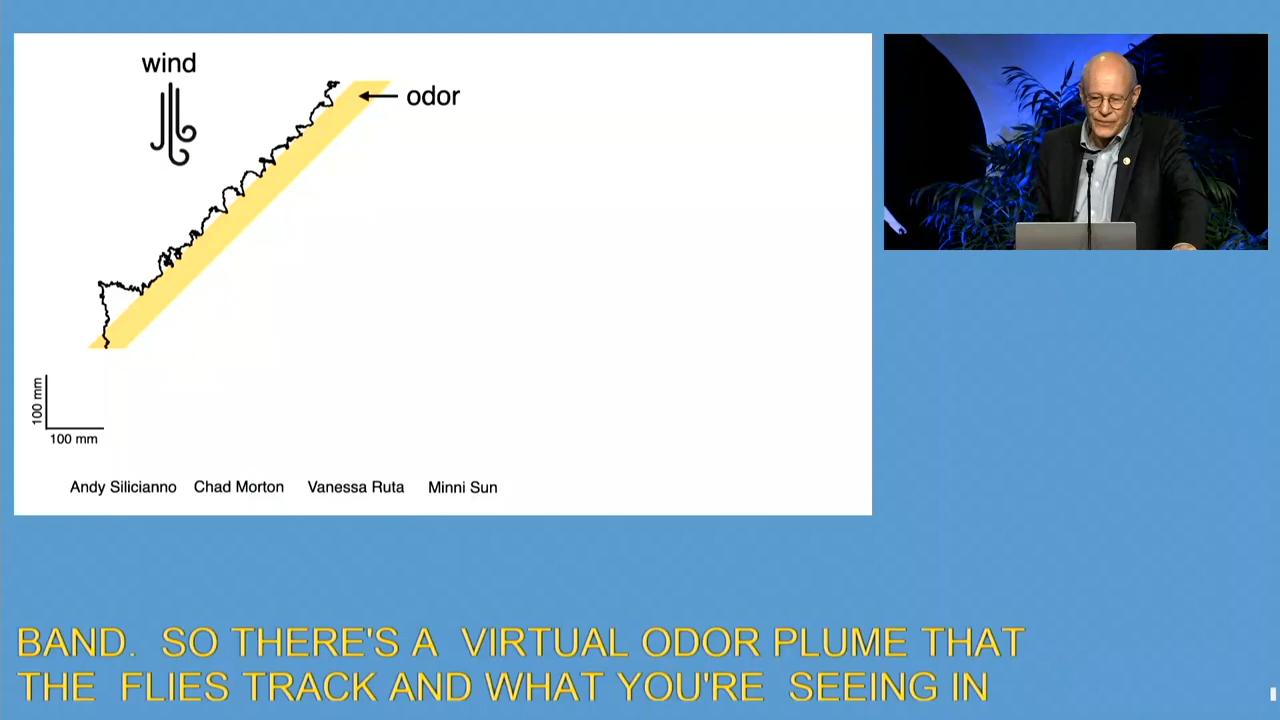 wind
odor
100 mm
100 mm
Andy Silicianno Chad Morton Vanessa Ruta Minni Sun
BAND. SO THERE'S A VIRTUAL ODOR PLUME THAT
THE FLIES TRACK AND WHAT YOU'RE SEEING IN